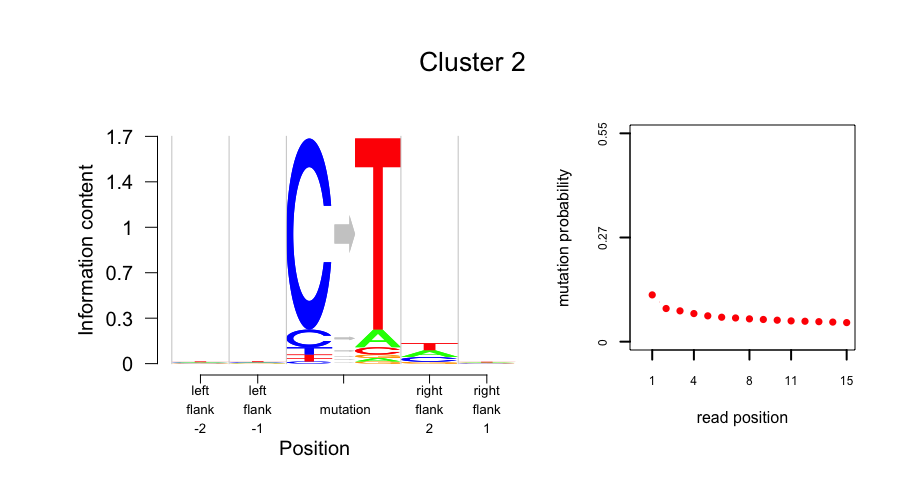 Cluster 2
Information content
1.7
1.4
1
0.7
0.3
0
C T
C A
T C
T
A
left flank -2
left flank -1
mutation
right flank 2
right flank 1
Position
mutation probability
0.55
0.27
0
1 4 8 11 15
read position